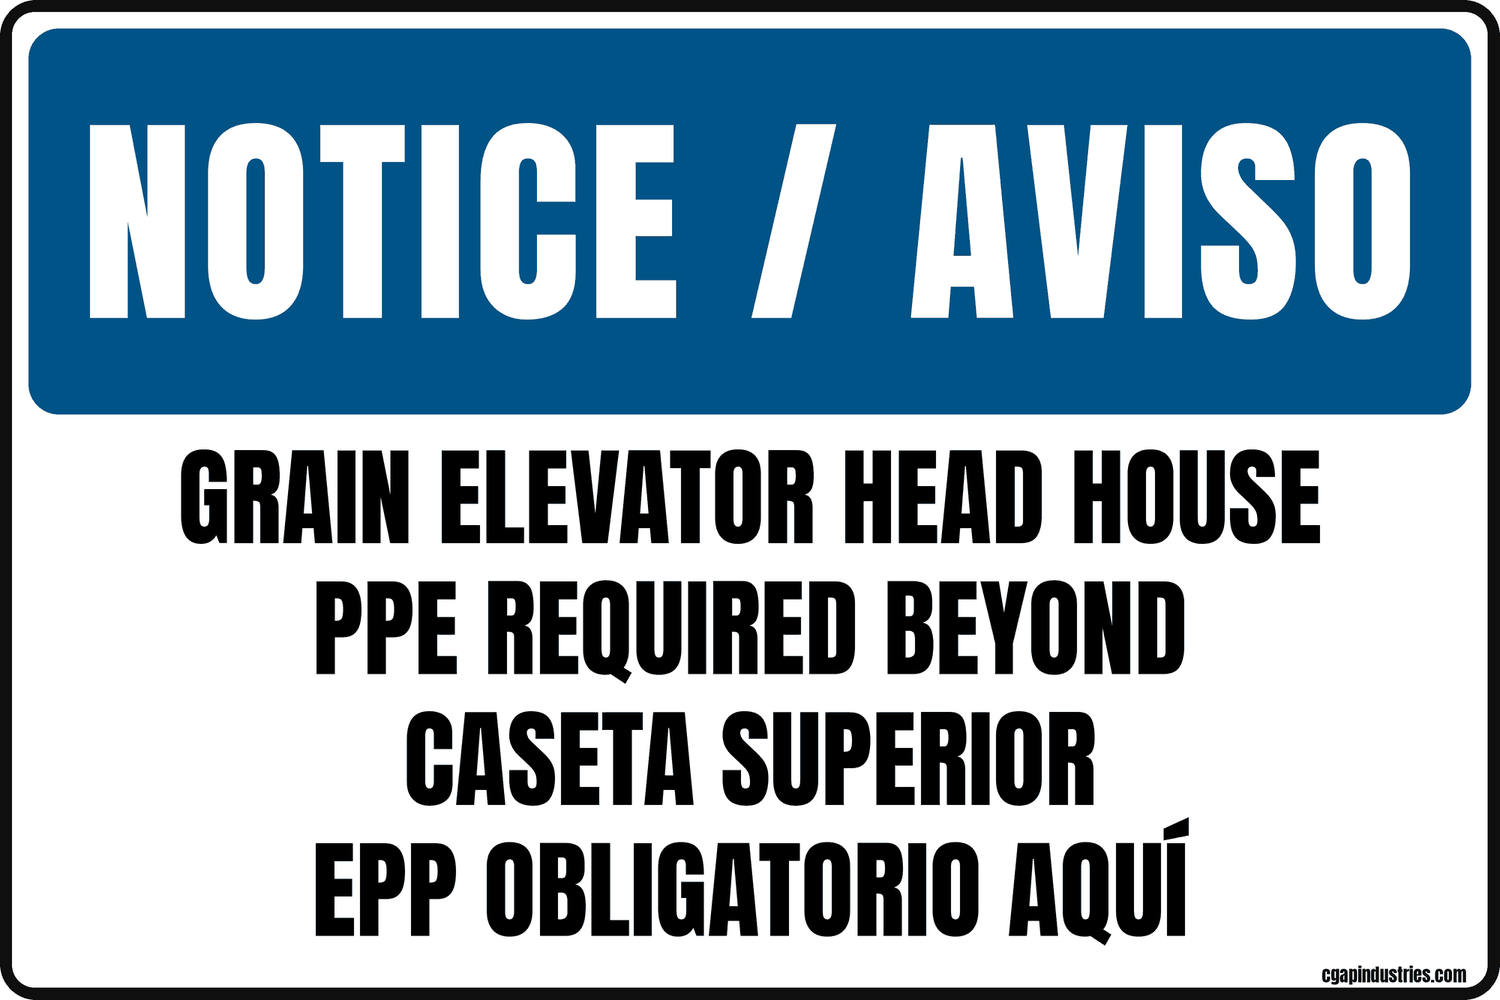 NOTICE / AVISO
GRAIN ELEVATOR HEAD HOUSE
PPE REQUIRED BEYOND
CASETA SUPERIOR
EPP OBLIGATORIO AQUÍ
cgapindustries.com